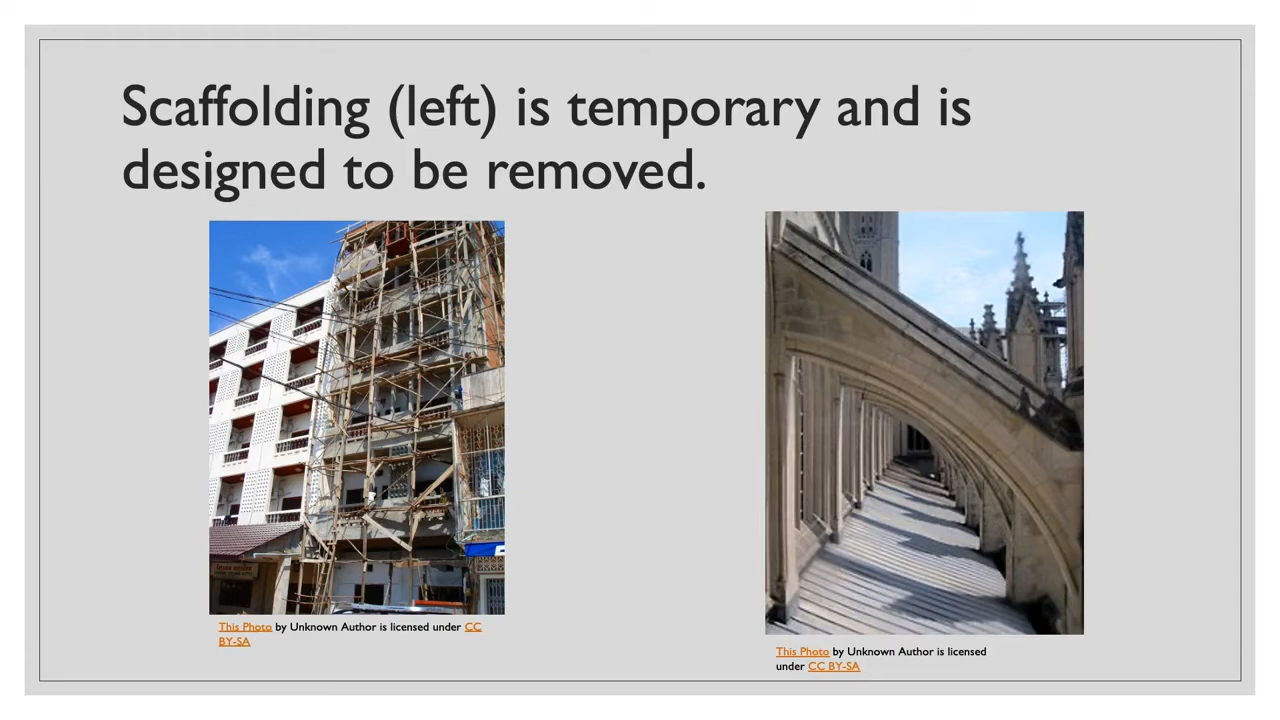 Scaffolding (left) is temporary and is
designed to be removed.
This Photo by Unknown Author is licensed under CC
BY-SA
This Photo by Unknown Author is licensed
under CC BY-SA